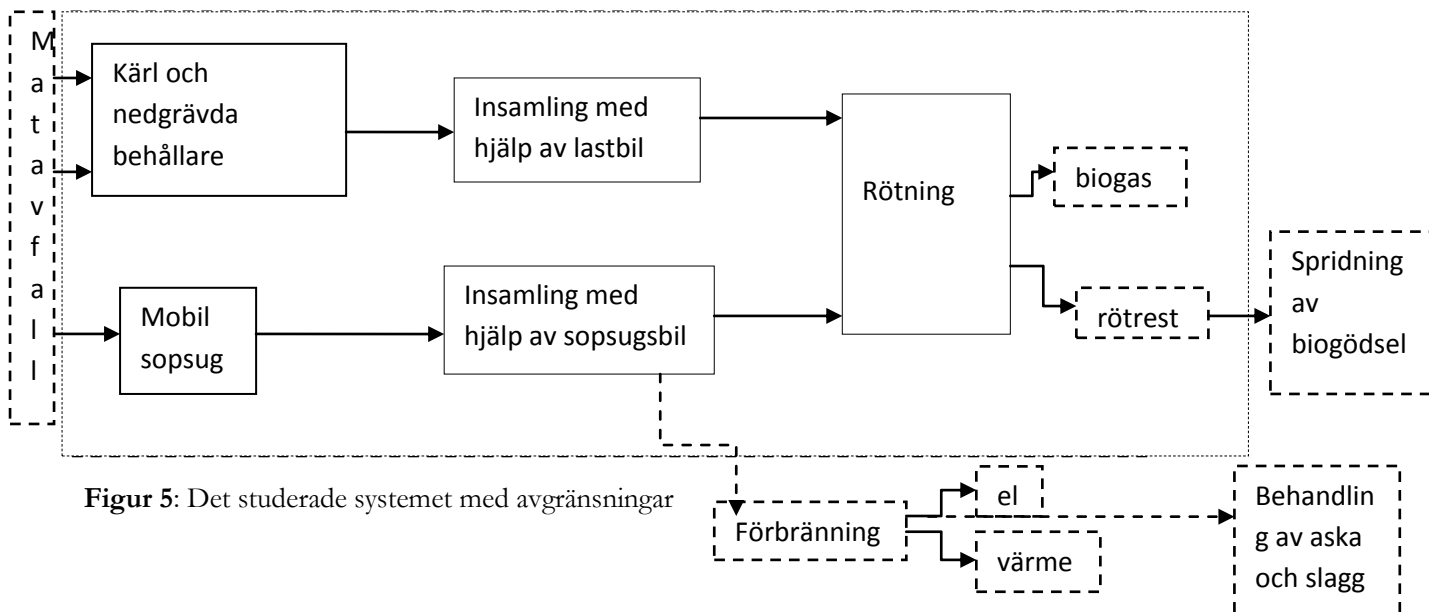 M
a
t
a
v
f
a
l
l
Kärl och
nedgrävda
behållare
Insamling med
hjälp av lastbil
Rötning
biogas
Mobil
sopsug
Insamling med
hjälp av sopsugsbil
rötrest
Spridning
av
biogödsel
Figur 5: Det studerade systemet med avgränsningar
Förbränning
el
värme
Behandlin
g av aska
och slagg